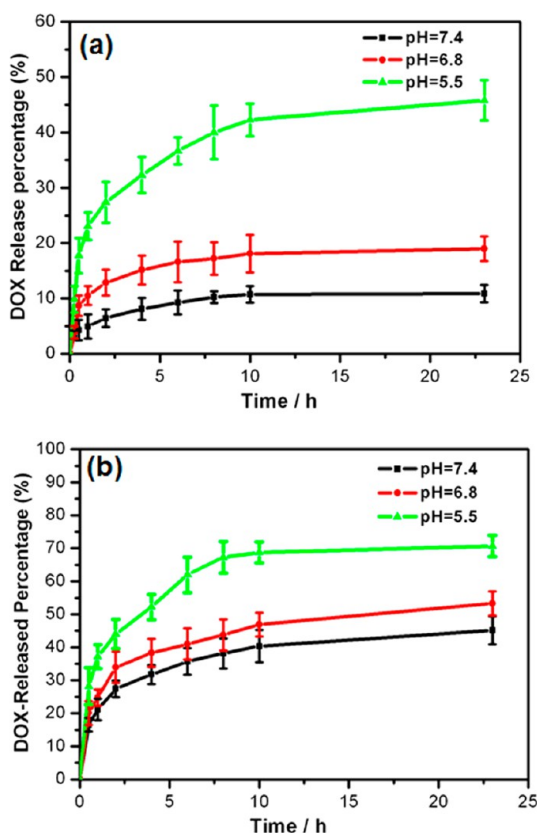 (a)
pH=7.4
pH=6.8
pH=5.5
DOX Release percentage (%)
60
50
40
30
20
10
0
0 5 10 15 20 25
Time / h
(b)
pH=7.4
pH=6.8
pH=5.5
DOX-Released Percentage (%)
100
90
80
70
60
50
40
30
20
10
0
0 5 10 15 20 25
Time / h